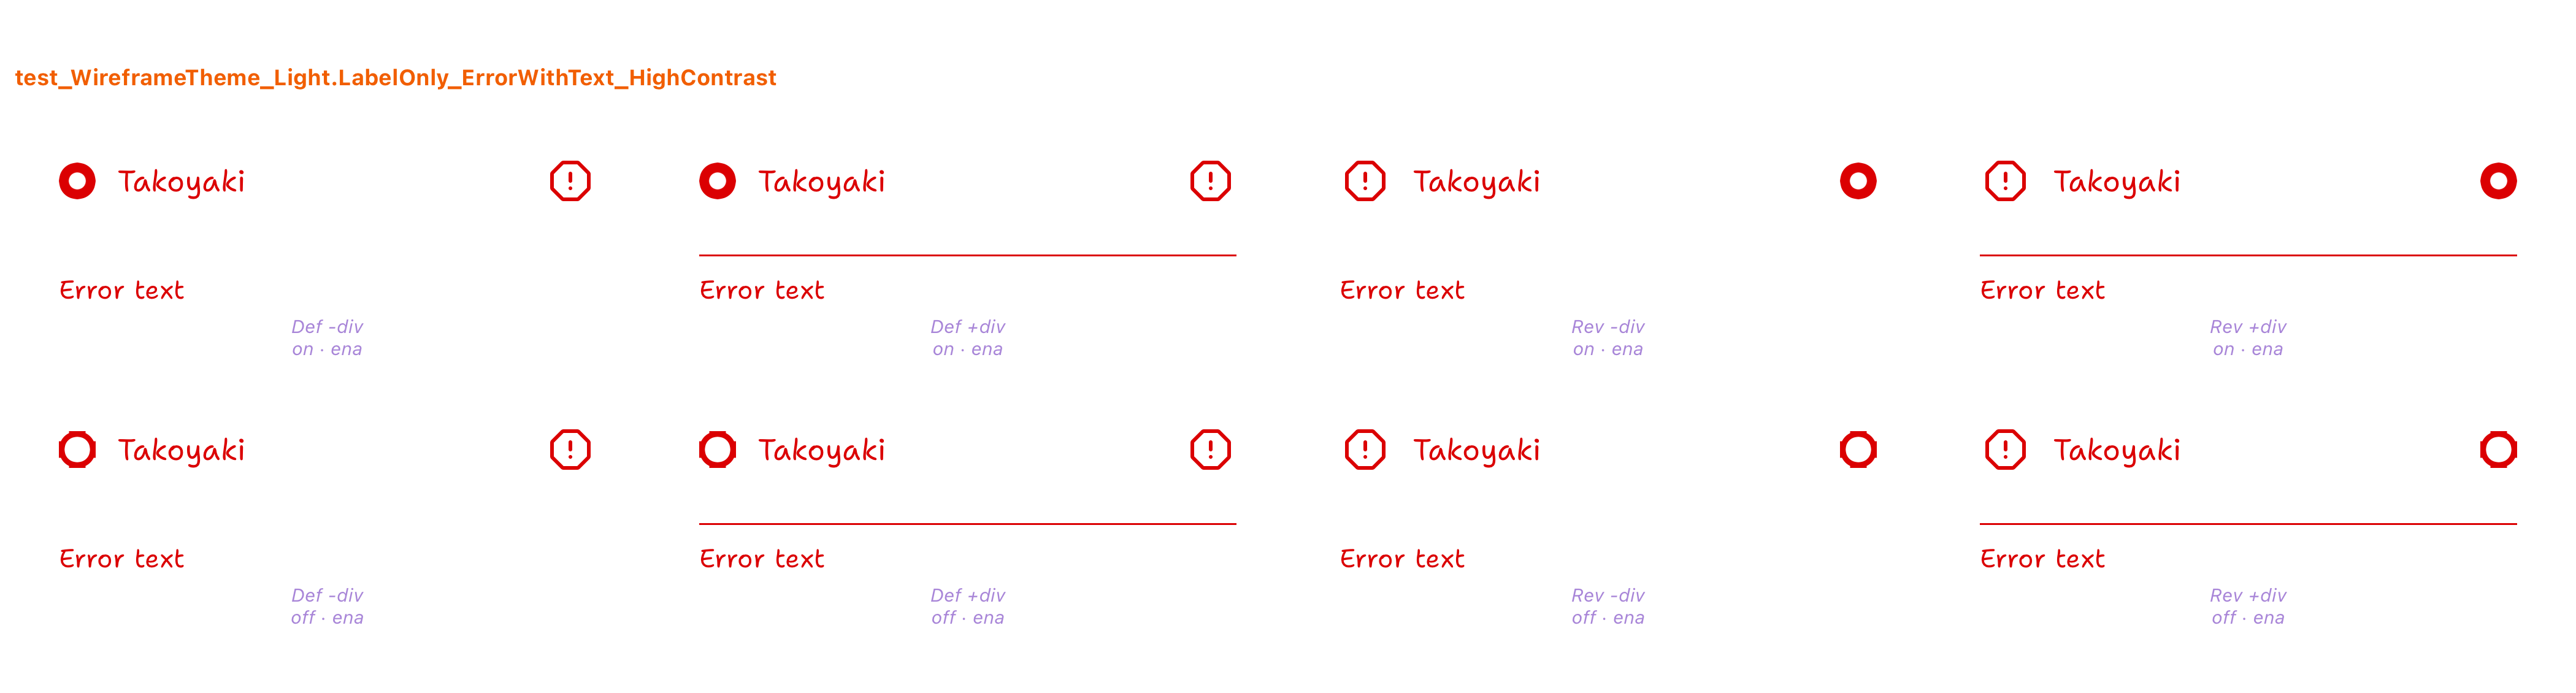 test_WireframeTheme_Light.LabelOnly_ErrorWithText_HighContrast
Takoyaki
Takoyaki
Takoyaki
Takoyaki
Error text
Error text
Error text
Error text
Def -div
on · ena
Def +div
on · ena
Rev -div
on · ena
Rev +div
on · ena
Takoyaki
Takoyaki
Takoyaki
Takoyaki
Error text
Error text
Error text
Error text
Def -div
off · ena
Def +div
off · ena
Rev -div
off · ena
Rev +div
off · ena